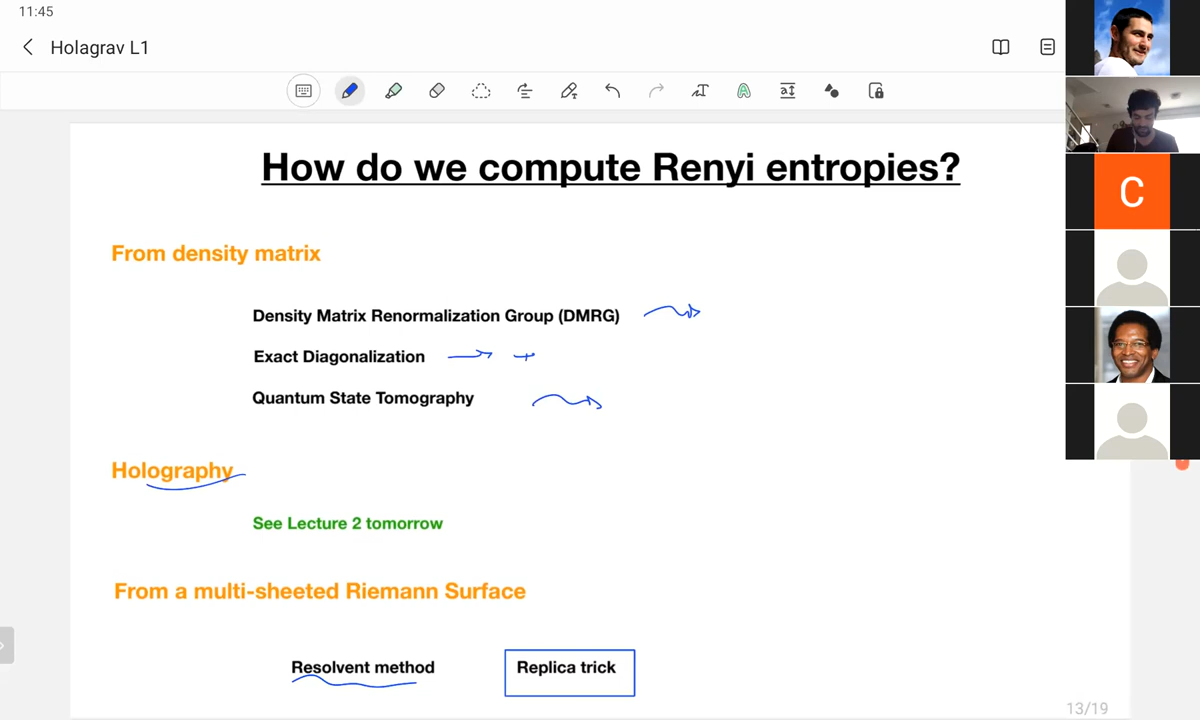 11:45
Holagrav L1
How do we compute Renyi entropies?
From density matrix
Density Matrix Renormalization Group (DMRG)
Exact Diagonalization
Quantum State Tomography
Holography
See Lecture 2 tomorrow
From a multi-sheeted Riemann Surface
Resolvent method
Replica trick
13/19
C